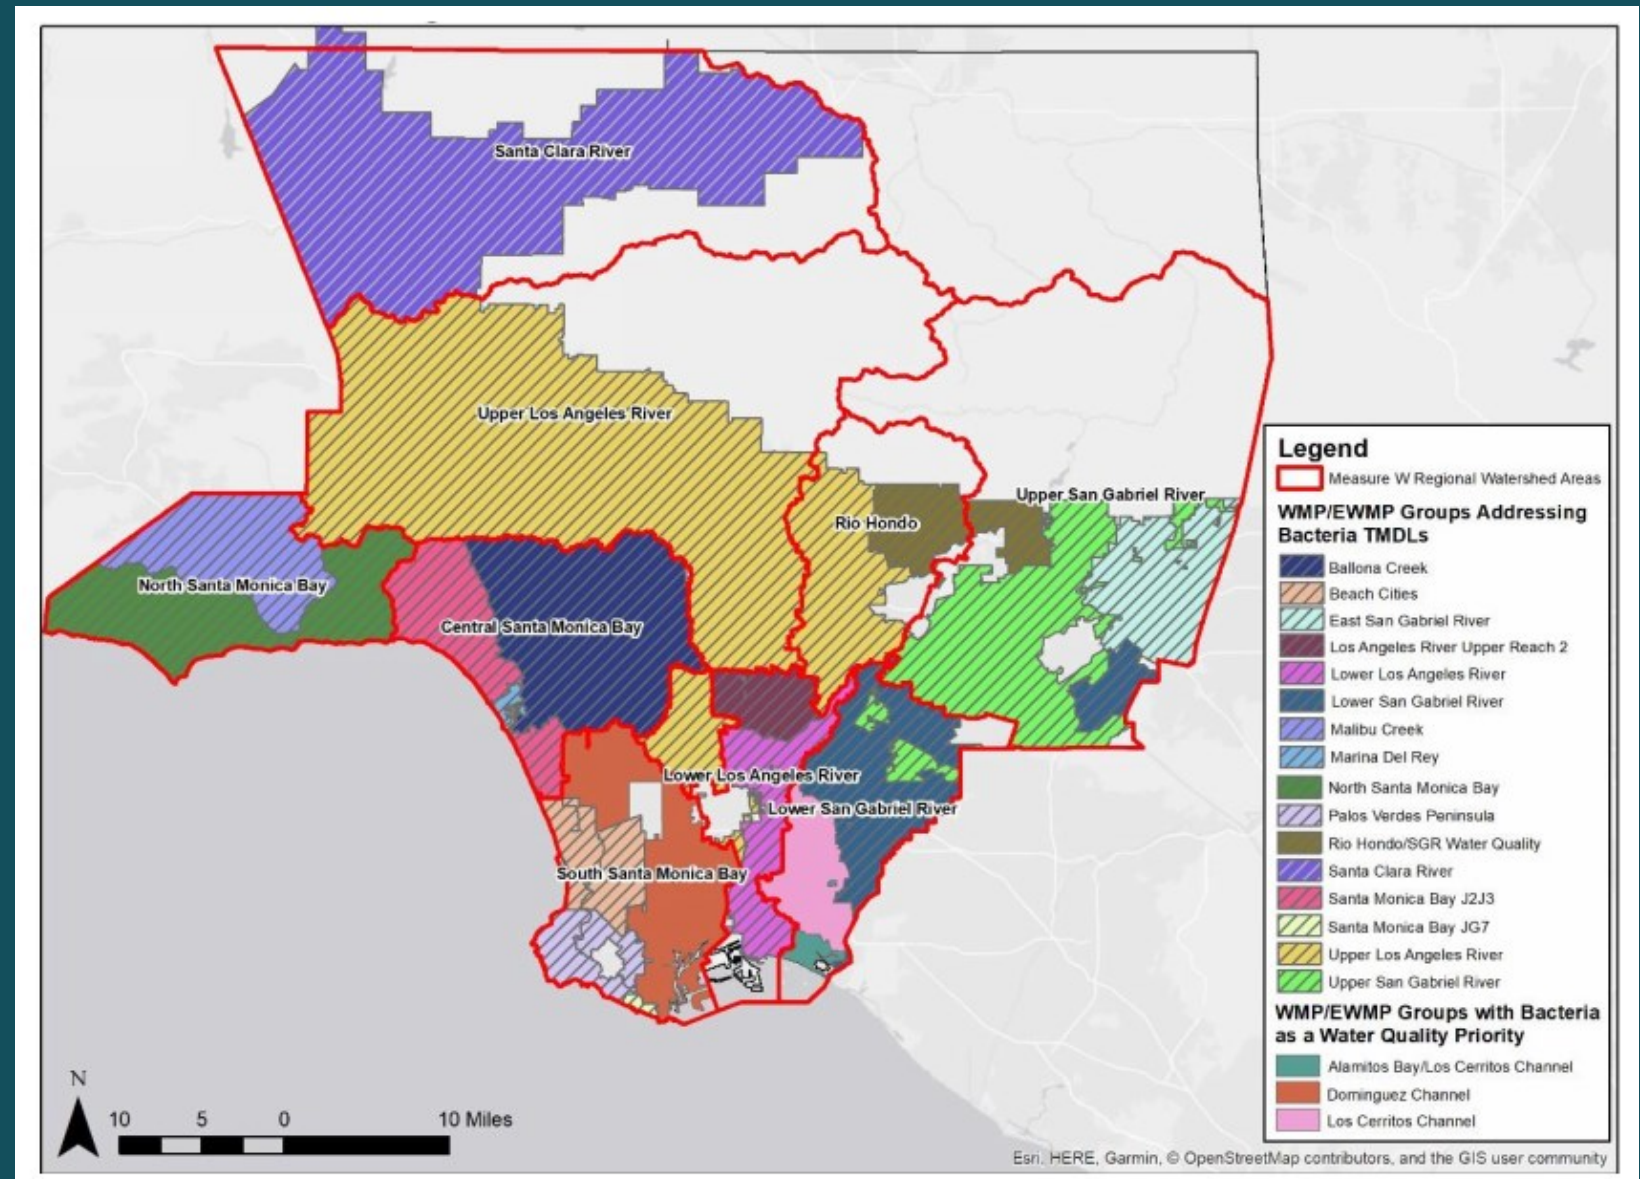 Santa Clara River
Upper Los Angeles River
Upper San Gabriel River
Rio Hondo
North Santa Monica Bay
Central Santa Monica Bay
Lower Los Angeles River
Lower San Gabriel River
South Santa Monica Bay
Legend
Measure W Regional Watershed Areas
WMP/EWMP Groups Addressing
Bacteria TMDLs
Ballona Creek
Beach Cities
East San Gabriel River
Los Angeles River Upper Reach 2
Lower Los Angeles River
Lower San Gabriel River
Malibu Creek
Marina Del Rey
North Santa Monica Bay
Palos Verdes Peninsula
Rio Hondo/SGR Water Quality
Santa Clara River
Santa Monica Bay J2J3
Santa Monica Bay JG7
Upper Los Angeles River
Upper San Gabriel River
WMP/EWMP Groups with Bacteria
as a Water Quality Priority
Alamitos Bay/Los Cerritos Channel
Dominguez Channel
Los Cerritos Channel
N
10 5 0 10 Miles
Esri, HERE, Garmin, © OpenStreetMap contributors, and the GIS user community